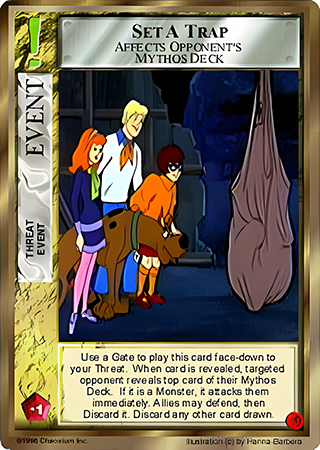 SET A TRAP
AFFECTS OPPONENT'S
MYTHOS DECK
EVENT
THREAT
EVENT
Use a Gate to play this card face-down to
your Threat. When card is revealed, targeted
opponent reveals top card of their Mythos
Deck. If it is a Monster, it attacks them
immediately. Allies may defend, then
Discard it. Discard any other card drawn.
-1
©1996 Chaosium Inc.
Illustration (c) by Hanna-Barbera